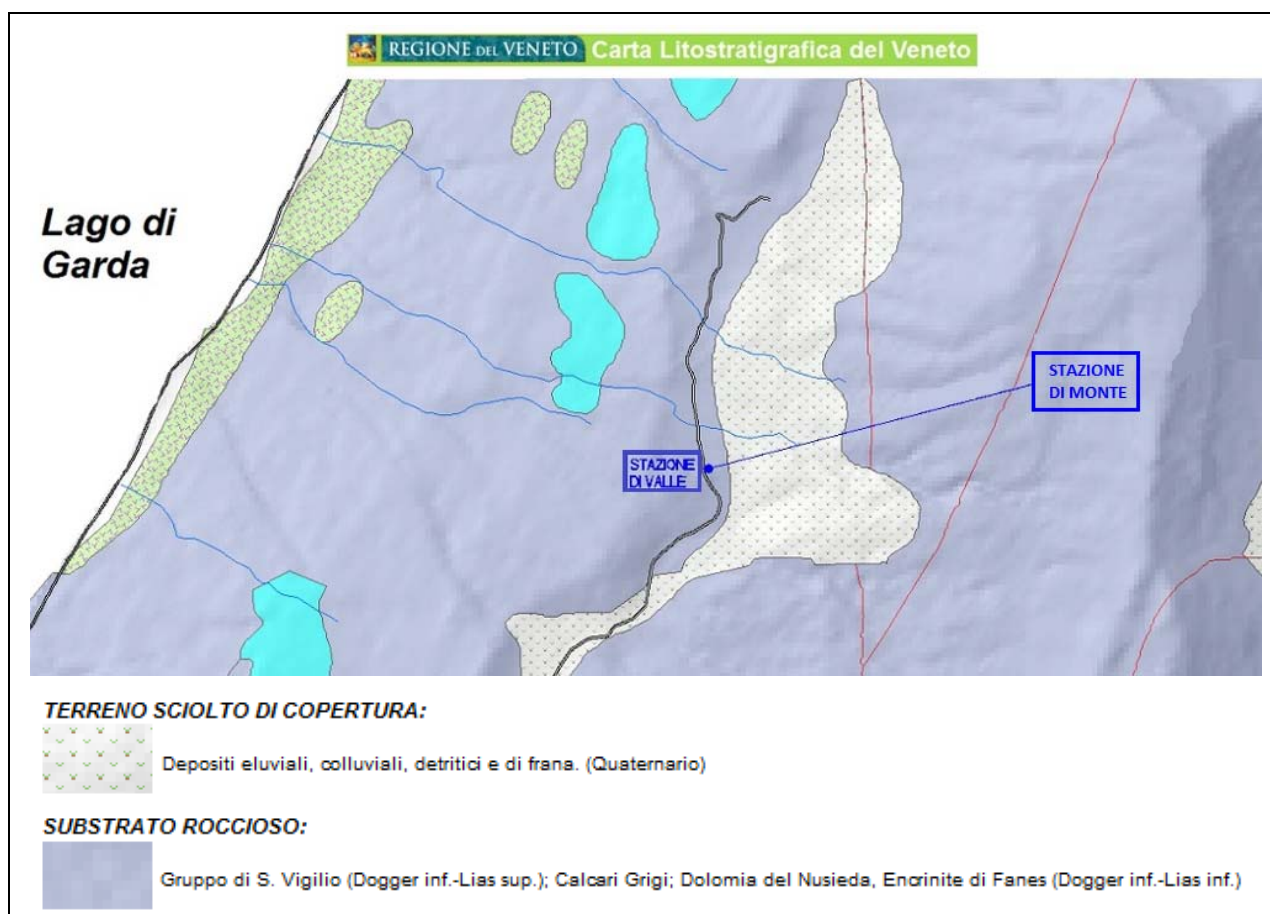 REGIONE DEL VENETO Carta Litostratigrafica del Veneto
Lago di
Garda
STAZIONE
DI MONTE
STAZIONE
DI VALLE
TERRENO SCIOLTO DI COPERTURA:
Depositi eluviali, colluviali, detritici e di frana. (Quaternario)
SUBSTRATO ROCCIOSO:
Gruppo di S. Vigilio (Dogger inf.-Lias sup.); Calcari Grigi; Dolomia del Nusieda, Encrinite di Fanes (Dogger inf.-Lias inf.)